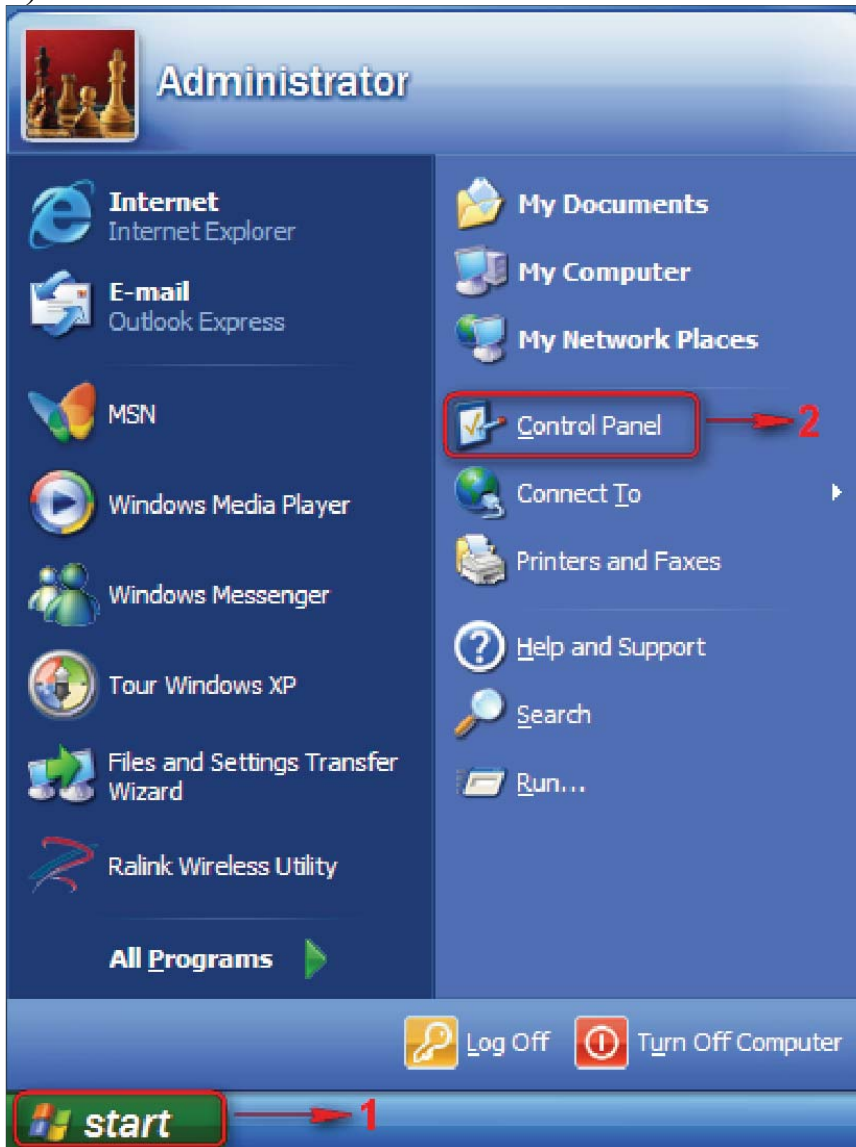 Administrator
Internet
Internet Explorer
E-mail
Outlook Express
MSN
Windows Media Player
Windows Messenger
Tour Windows XP
Files and Settings Transfer
Wizard
Ralink Wireless Utility
All Programs
My Documents
My Computer
My Network Places
Control Panel
2
Connect To
Printers and Faxes
Help and Support
Search
Run...
Log Off
Turn Off Computer
start
1